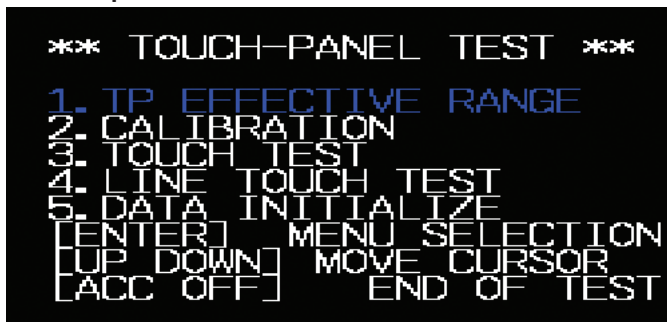 ** TOUCH-PANEL TEST **
1. TP EFFECTIVE RANGE
2. CALIBRATION
3. TOUCH TEST
4. LINE TOUCH TEST
5. DATA INITIALIZE
[ENTER] MENU SELECTION
[UP DOWN] MOVE CURSOR
[ACC OFF] END OF TEST